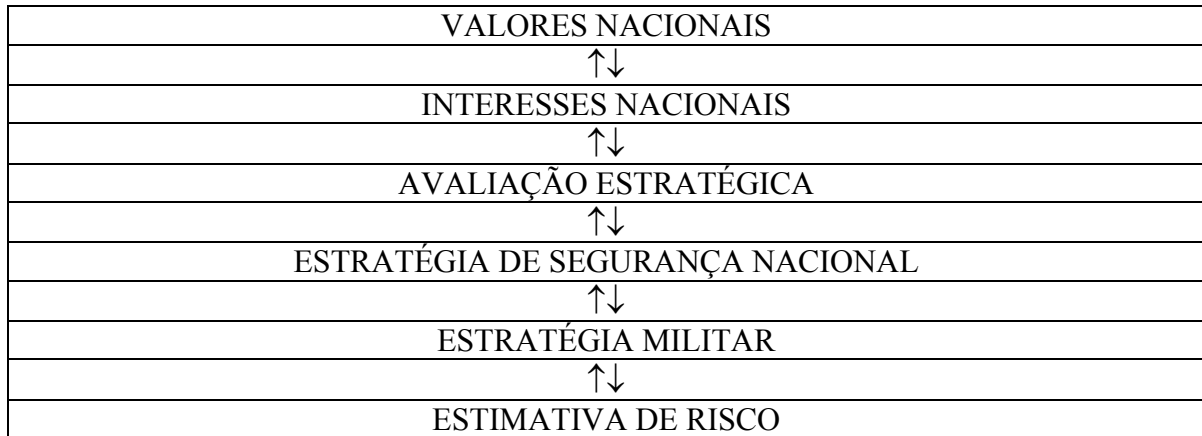 VALORES NACIONAIS
↑↓
INTERESSES NACIONAIS
↑↓
AVALIAÇÃO ESTRATÉGICA
↑↓
ESTRATÉGIA DE SEGURANÇA NACIONAL
↑↓
ESTRATÉGIA MILITAR
↑↓
ESTIMATIVA DE RISCO